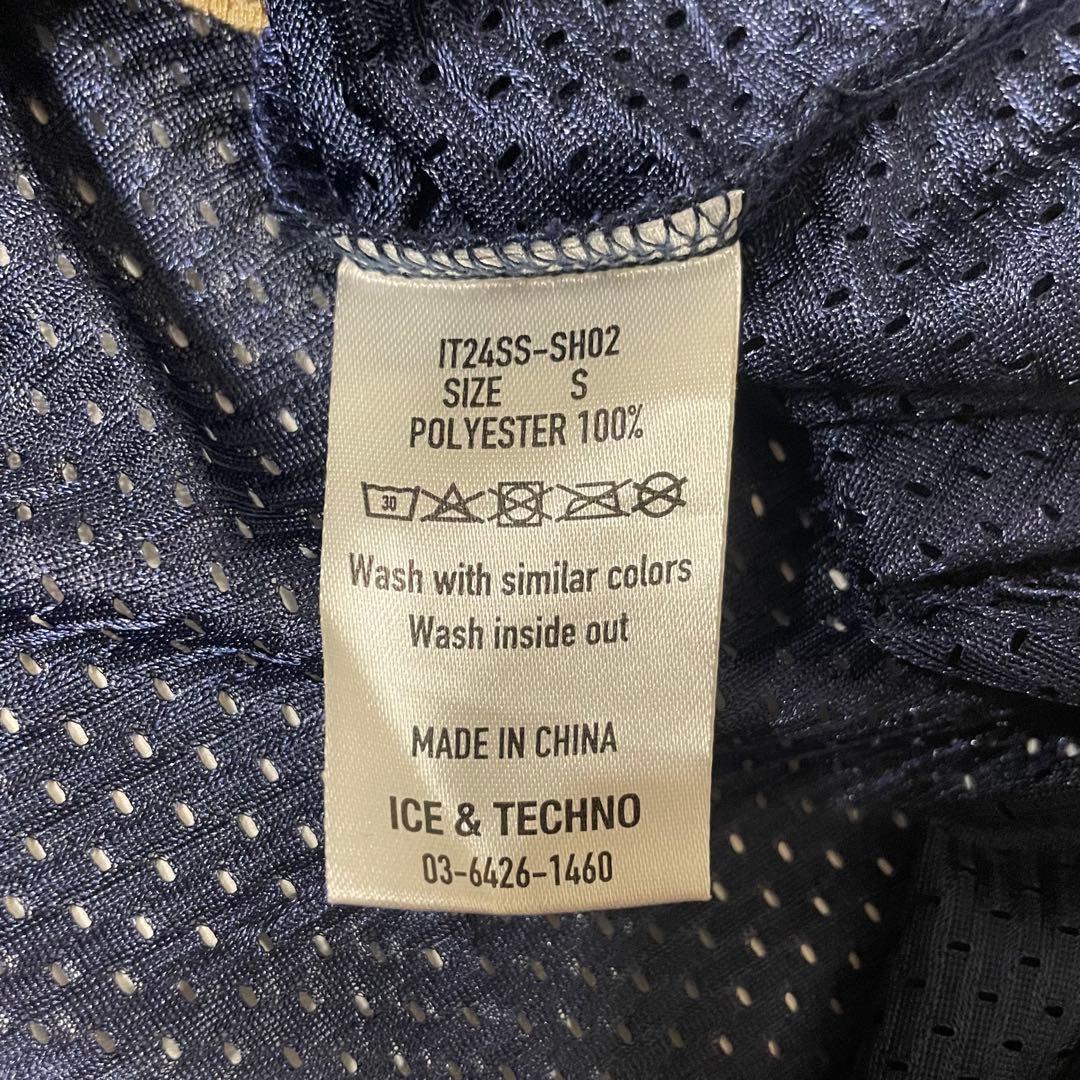 IT24SS-SH02
SIZE S
POLYESTER 100%
30
Wash with similar colors
Wash inside out
MADE IN CHINA
ICE & TECHNO
03-6426-1460